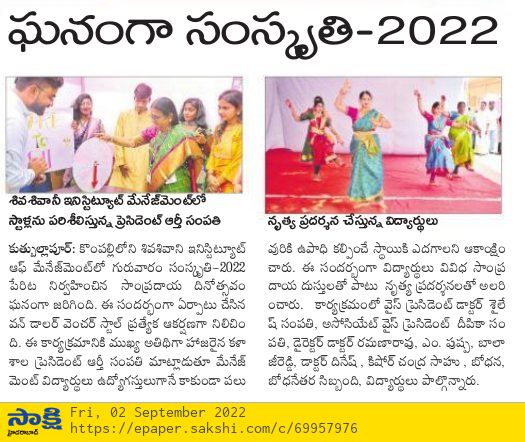 ఘనంగా సంస్కృతి-2022
శివశివానీ ఇనిస్టిట్యూట్ మేనేజ్‌మెంట్‌లో
స్టాళ్లను పరిశీలిస్తున్న ప్రెసిడెంట్ ఆర్తీ సంపతి
నృత్య ప్రదర్శన చేస్తున్న విద్యార్థులు
కుత్బుల్లాపూర్: కొంపల్లిలోని శివశివాని ఇనిస్టిట్యూట్
ఆఫ్ మేనేజ్‌మెంట్‌లో గురువారం సంస్కృతి-2022
పేరిట నిర్వహించిన సాంప్రదాయ దినోత్సవం
ఘనంగా జరిగింది. ఈ సందర్భంగా ఏర్పాటు చేసిన
వన్ డాలర్ వెంచర్ స్టాల్ ప్రత్యేక ఆకర్షణగా నిలిచిం
ది. ఈ కార్యక్రమానికి ముఖ్య అతిథిగా హాజరైన కళా
శాల ప్రెసిడెంట్ ఆర్తీ సంపతి మాట్లాడుతూ మేనేజ్
మెంట్ విద్యార్థులు ఉద్యోగస్తులుగానే కాకుండా పలు
వురికి ఉపాధి కల్పించే స్థాయికి ఎదగాలని ఆకాంక్షిం
చారు. ఈ సందర్భంగా విద్యార్థులు వివిధ సాంప్ర
దాయ దుస్తులతో పాటు నృత్య ప్రదర్శనలతో అలరి
ంచారు. కార్యక్రమంలో వైస్ ప్రెసిడెంట్ డాక్టర్ శైలే
ష్ సంపతి, అసోసియేట్ వైస్ ప్రెసిడెంట్ దీపికా సం
పతి, డైరెక్టర్ డాక్టర్ రమణారావు, ఎం. పుష్ప, బాలా
జీరెడ్డి, డాక్టర్ దినేష్, కిషోర్ చంద్ర సాహు, బోధన,
బోధనేతర సిబ్బంది, విద్యార్థులు పాల్గొన్నారు.
సాక్షి
హైదరాబాద్
Fri, 02 September 2022
https://epaper.sakshi.com/c/69957976